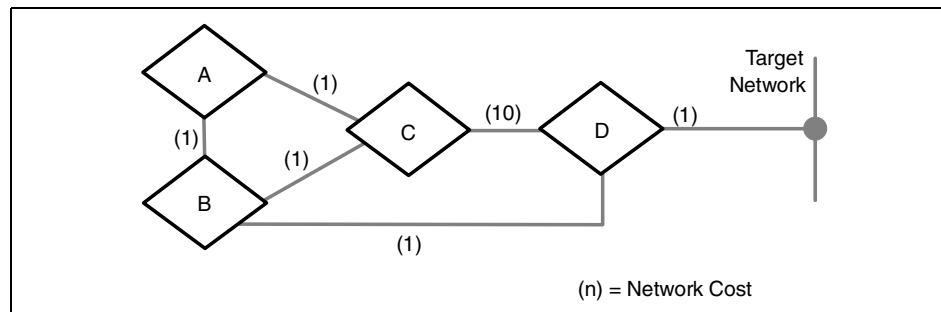 A
(1)
Target
Network
(1)
C
(10)
D
(1)
(1)
B
(1)
(1)
(n) = Network Cost